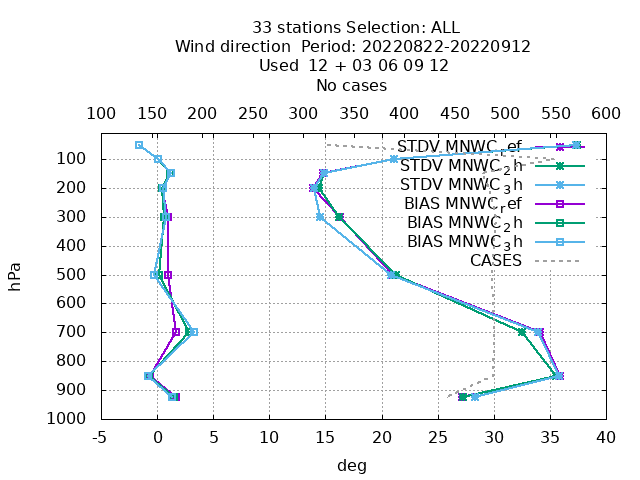 33 stations Selection: ALL
Wind direction  Period: 20220822-20220912
Used  12 + 03 06 09 12
No cases
100 150 200 250 300 350 400 450 500 550 600
STDV MNWC_ref
STDV MNWC_2h
STDV MNWC_3h
BIAS MNWC_ref
BIAS MNWC_2h
BIAS MNWC_3h
CASES
100
200
300
400
500
600
700
800
900
1000
hPa
-5 0 5 10 15 20 25 30 35 40
deg